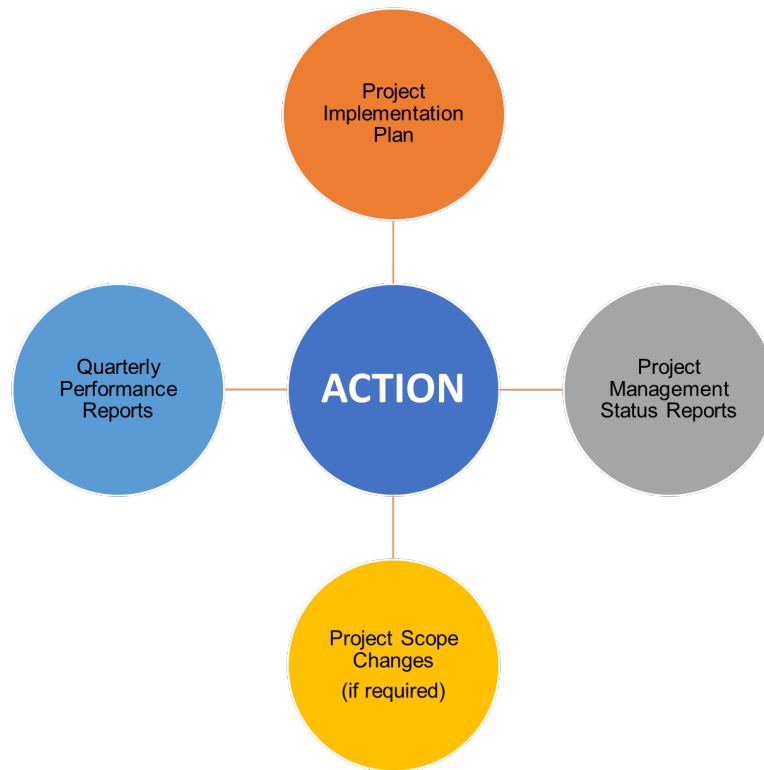 Project
Implementation
Plan
Quarterly
Performance
Reports
ACTION
Project
Management
Status Reports
Project Scope
Changes
(if required)